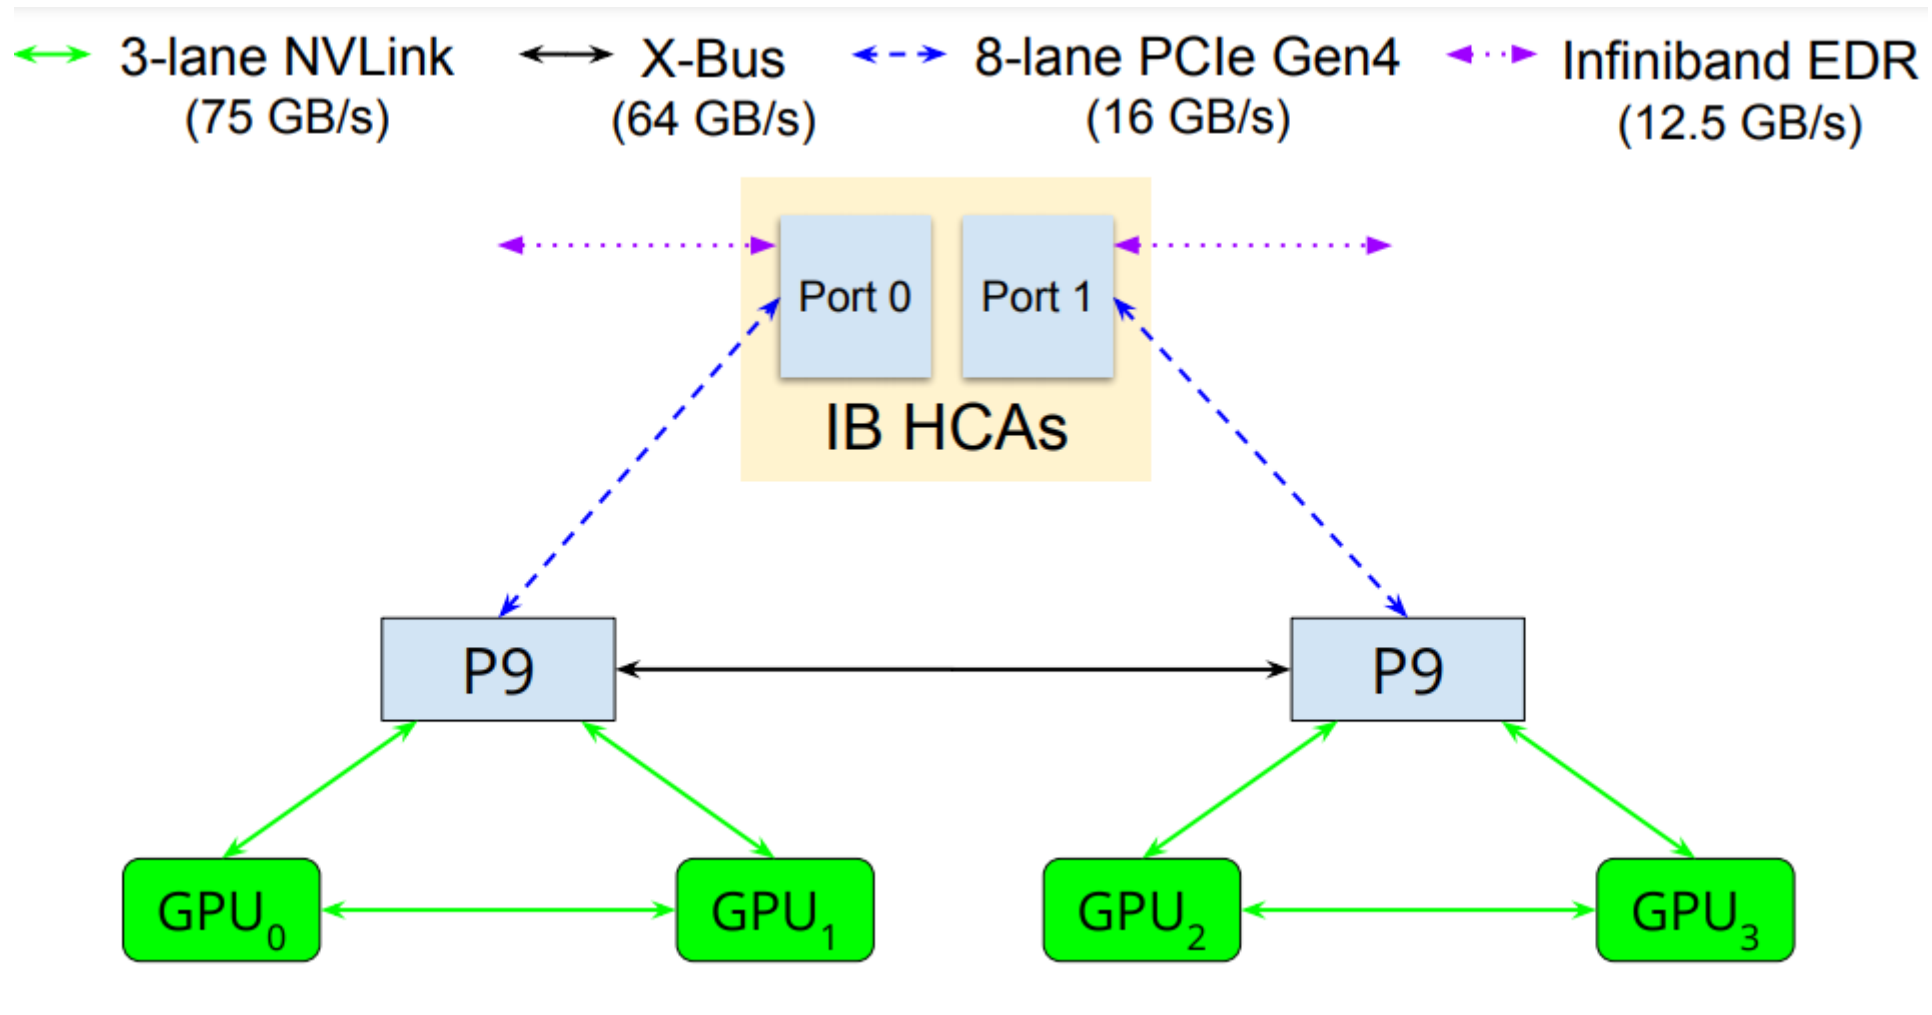 3-lane NVLink
(75 GB/s)
X-Bus
(64 GB/s)
8-lane PCIe Gen4
(16 GB/s)
Infiniband EDR
(12.5 GB/s)
Port 0
Port 1
IB HCAs
P9
P9
GPU0
GPU1
GPU2
GPU3